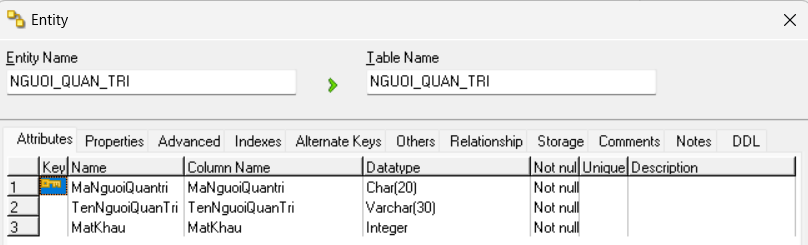 Entity
Entity Name Table Name
NGUOI_QUAN_TRI NGUOI_QUAN_TRI
Attributes Properties Advanced Indexes Alternate Keys Others Relationship Storage Comments Notes DDL
Key Name Column Name Datatype Not nul Unique Description
1 MaNguoiQuantri MaNguoiQuantri Char(20) Not null
2 TenNguoiQuanTri TenNguoiQuanTri Varchar(30) Not null
3 MatKhau MatKhau Integer Not null